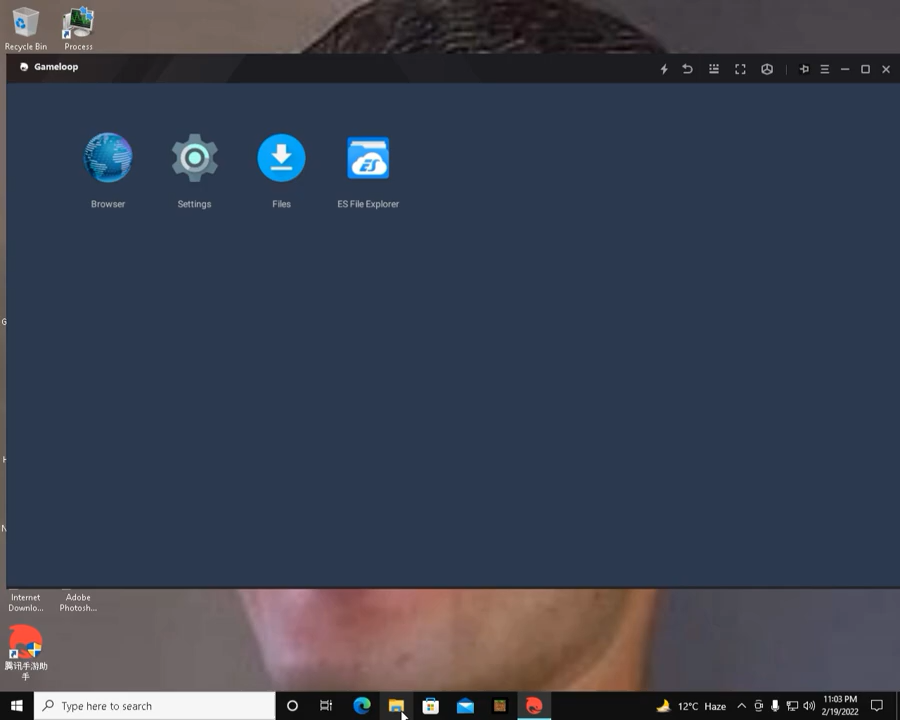 Recycle Bin
Process
Gameloop
Browser
Settings
Files
ES File Explorer
ES
G
H
N
Internet
Downlo...
Adobe
Photosh...
腾讯手游助
手
Type here to search
12°C Haze
11:03 PM
2/19/2022